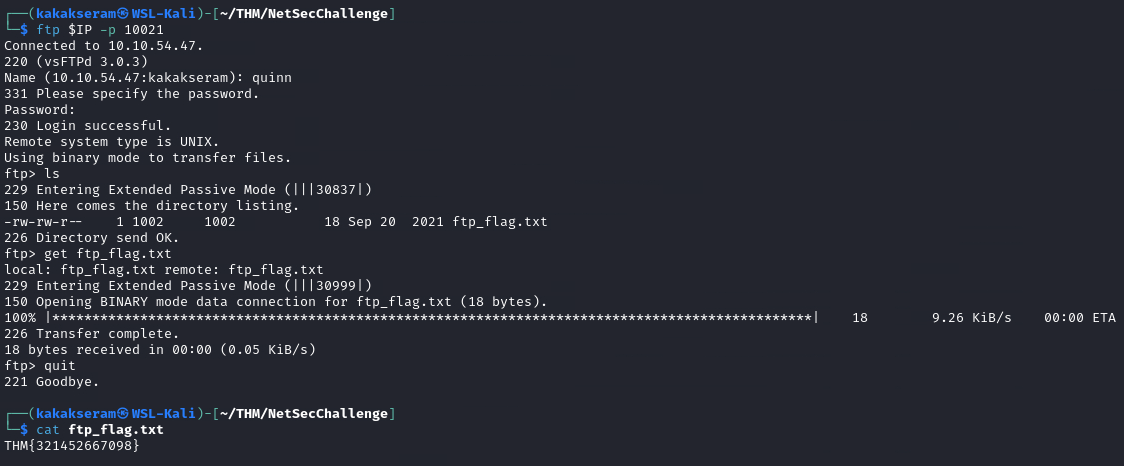 ┌──(kakakseram㉿WSL-Kali)-[~/THM/NetSecChallenge]
└─$ ftp $IP -p 10021
Connected to 10.10.54.47.
220 (vsFTPd 3.0.3)
Name (10.10.54.47:kakakseram): quinn
331 Please specify the password.
Password:
230 Login successful.
Remote system type is UNIX.
Using binary mode to transfer files.
ftp> ls
229 Entering Extended Passive Mode (|||30837|)
150 Here comes the directory listing.
-rw-rw-r--    1 1002     1002           18 Sep 20  2021 ftp_flag.txt
226 Directory send OK.
ftp> get ftp_flag.txt
local: ftp_flag.txt remote: ftp_flag.txt
229 Entering Extended Passive Mode (|||30999|)
150 Opening BINARY mode data connection for ftp_flag.txt (18 bytes).
100% |***********************************************************************************************|    18        9.26 KiB/s    00:00 ETA
226 Transfer complete.
18 bytes received in 00:00 (0.05 KiB/s)
ftp> quit
221 Goodbye.
┌──(kakakseram㉿WSL-Kali)-[~/THM/NetSecChallenge]
└─$ cat ftp_flag.txt
THM{321452667098}